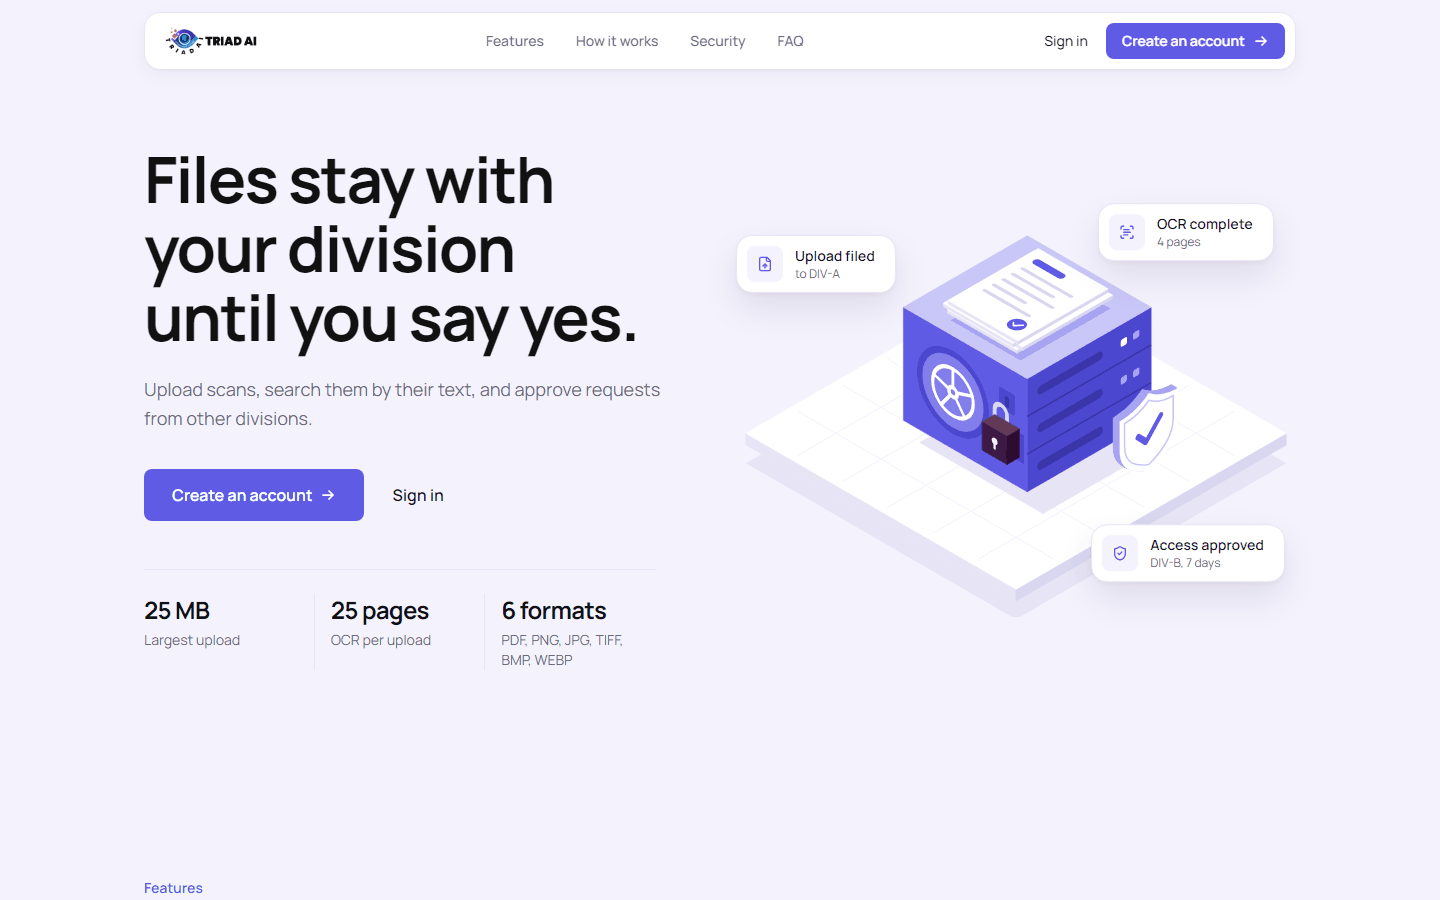 TRIADA TRIAD AI
Features
How it works
Security
FAQ
Sign in
Create an account
Files stay with
your division
until you say yes.
Upload scans, search them by their text, and approve requests
from other divisions.
Create an account
Sign in
25 MB
Largest upload
25 pages
OCR per upload
6 formats
PDF, PNG, JPG, TIFF,
BMP, WEBP
Upload filed
to DIV-A
OCR complete
4 pages
Access approved
DIV-B, 7 days
Features